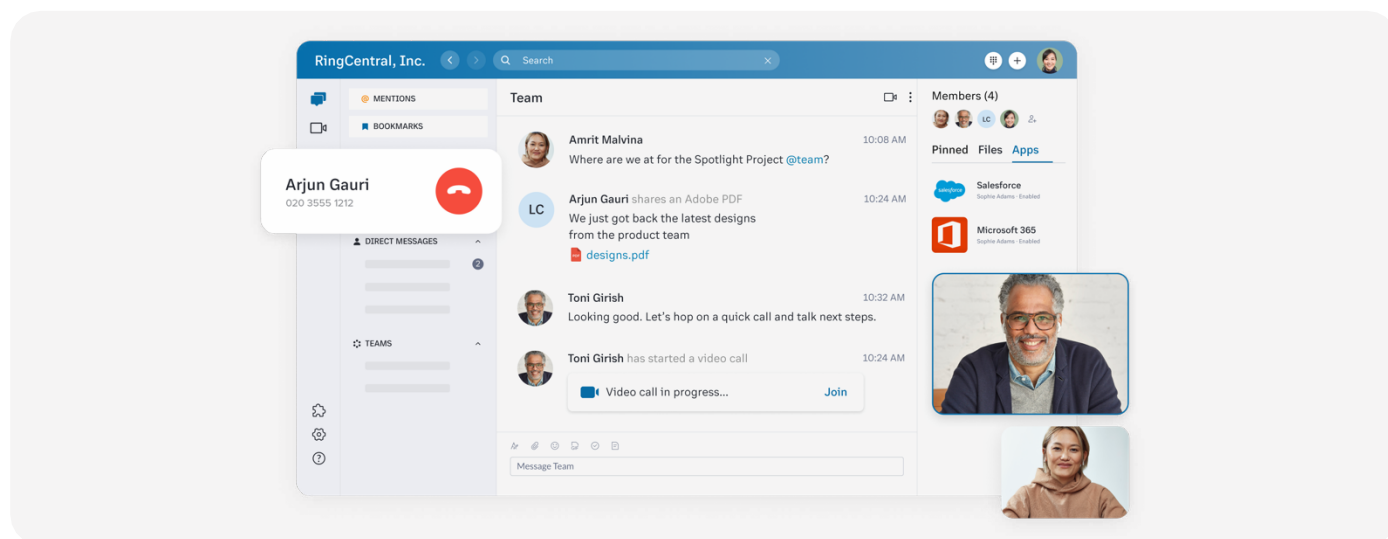 RingCentral, Inc.
Search
MENTIONS
BOOKMARKS
Arjun Gauri
020 3555 1212
DIRECT MESSAGES
2
TEAMS
Team
Amrit Malvina 10:08 AM
Where are we at for the Spotlight Project @team?
LC
Arjun Gauri shares an Adobe PDF 10:24 AM
We just got back the latest designs
from the product team
designs.pdf
Toni Girish 10:32 AM
Looking good. Let's hop on a quick call and talk next steps.
Toni Girish has started a video call 10:24 AM
Video call in progress... Join
Message Team
Members (4)
LC
Pinned Files Apps
salesforce
Salesforce
Sophie Adams · Enabled
Microsoft 365
Sophie Adams · Enabled